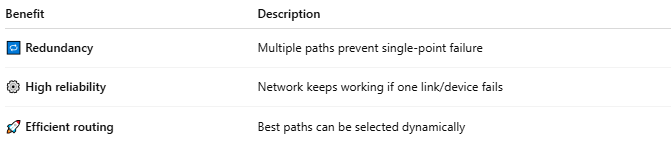 Benefit Description
🔁 Redundancy Multiple paths prevent single-point failure
⚙️ High reliability Network keeps working if one link/device fails
🚀 Efficient routing Best paths can be selected dynamically